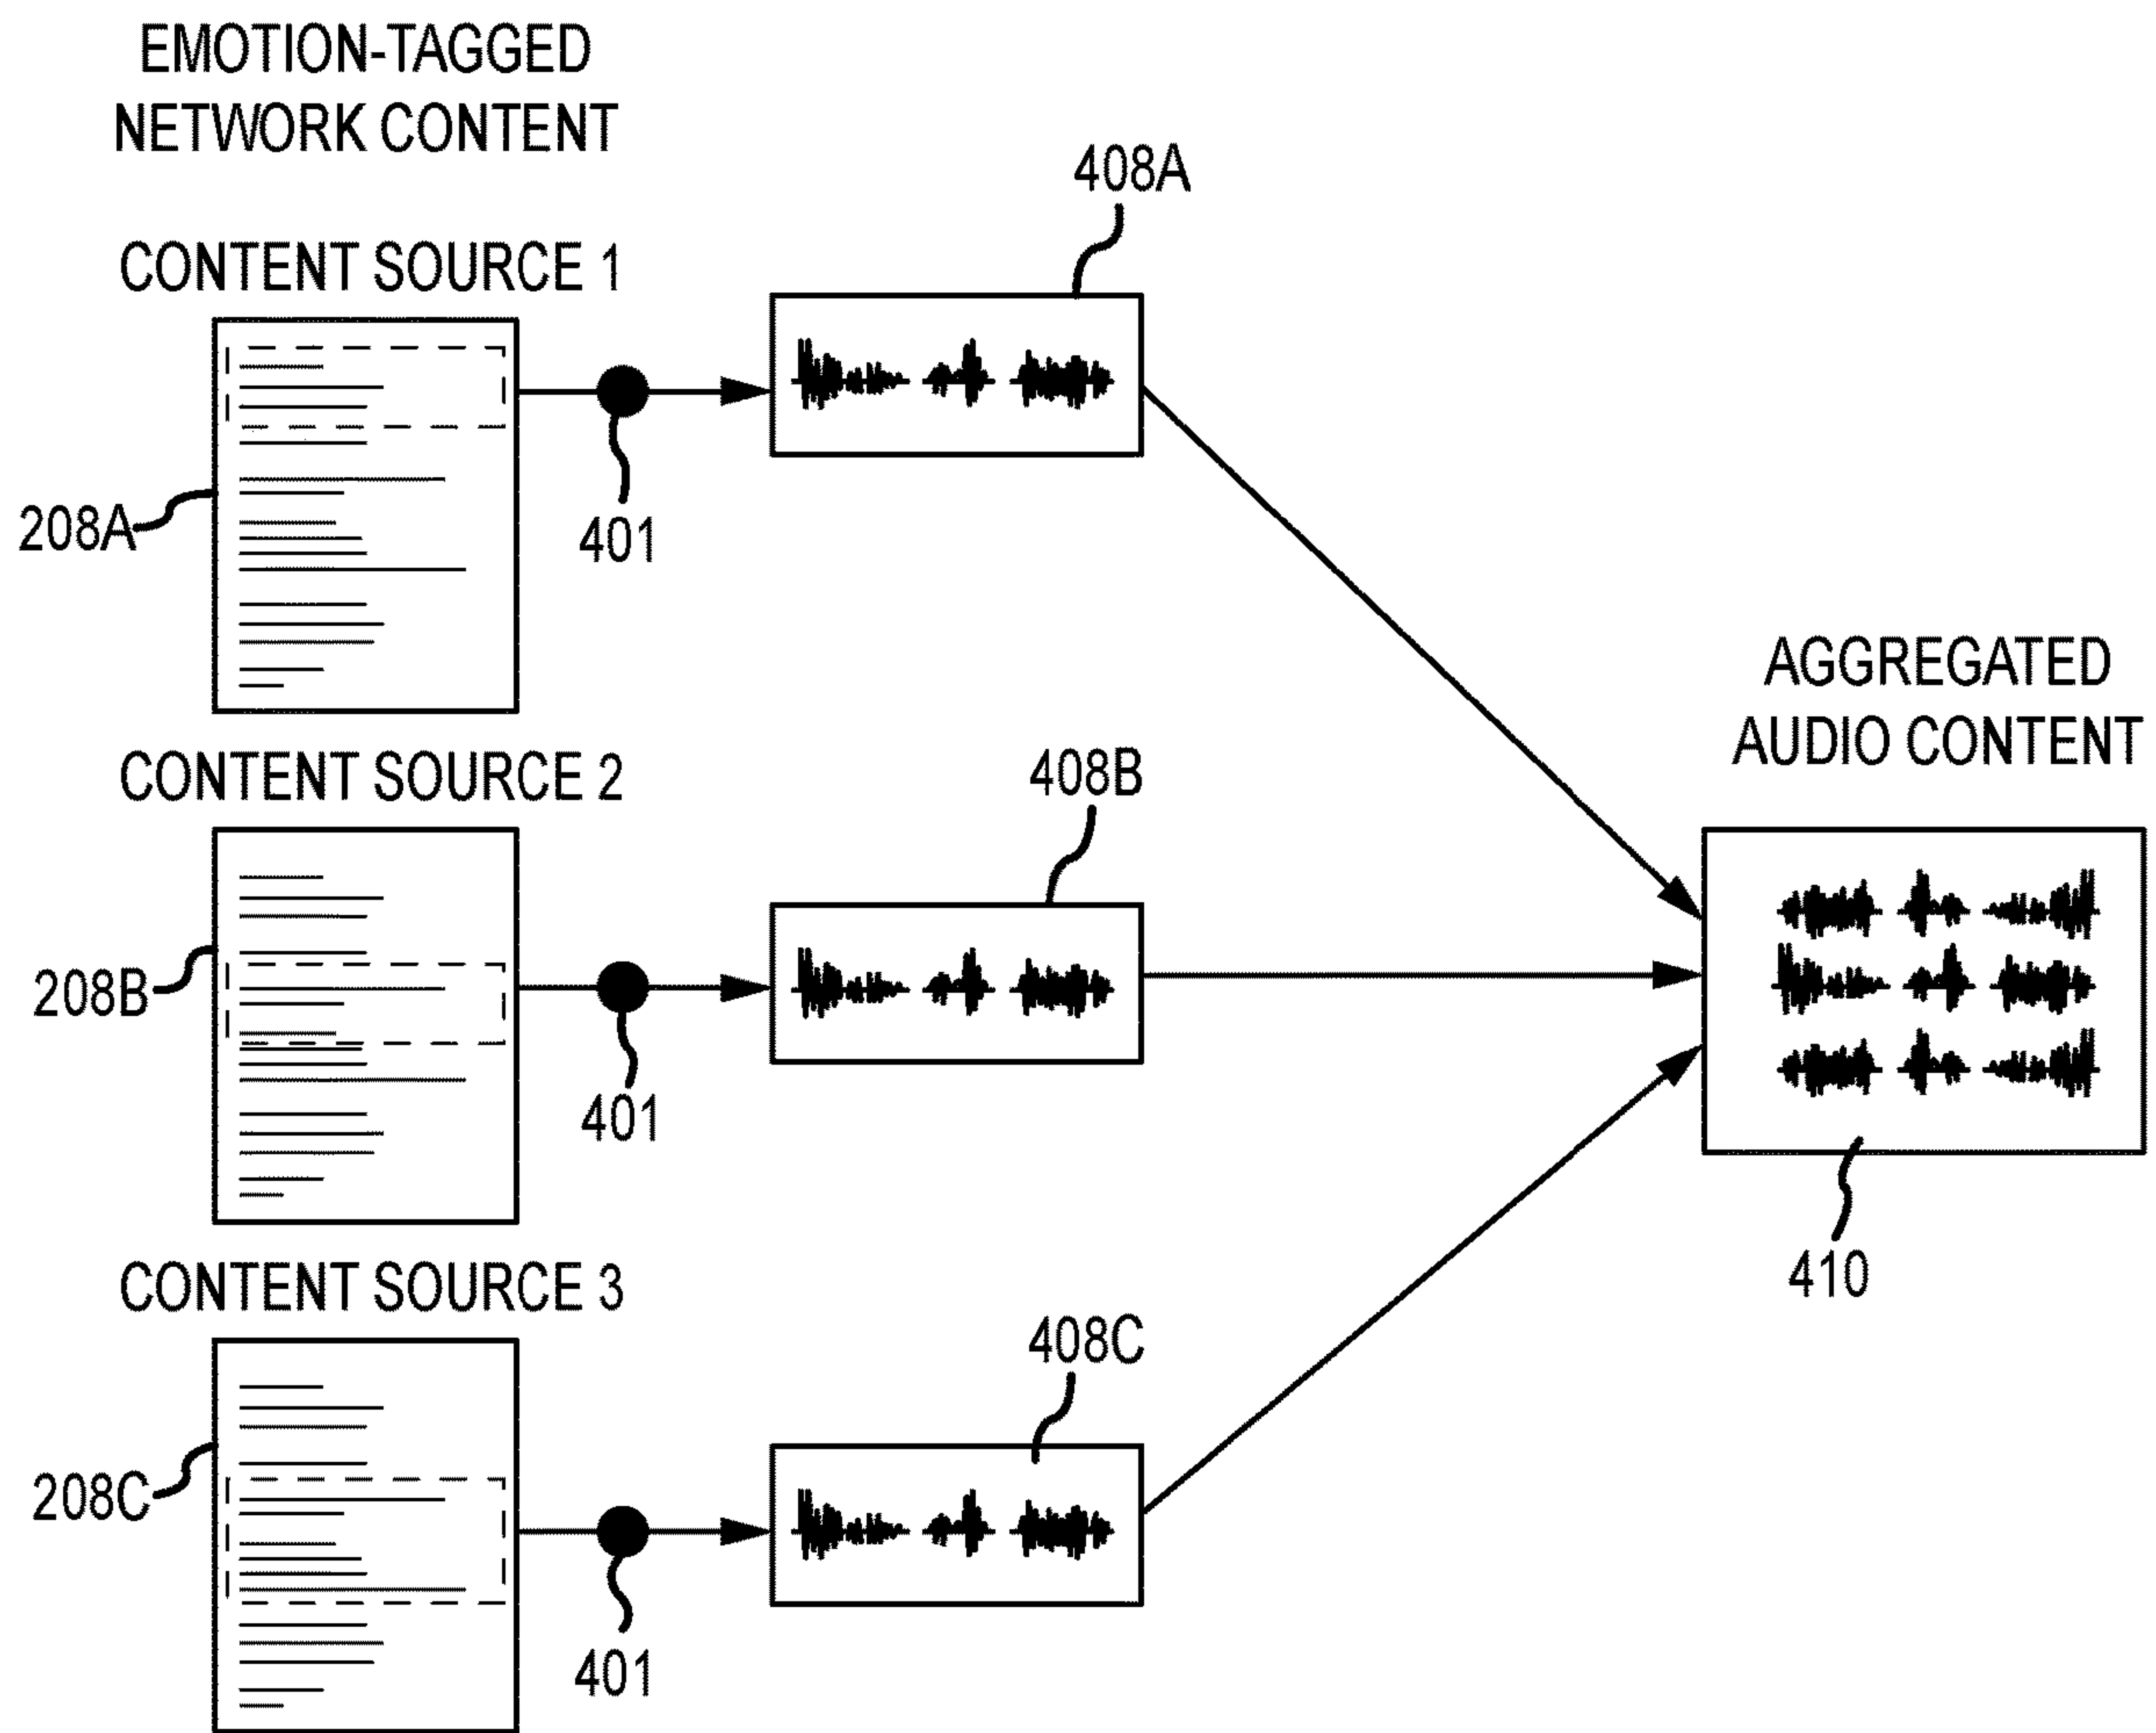 EMOTION-TAGGED
NETWORK CONTENT
408A
CONTENT SOURCE 1
208A
401
AGGREGATED
AUDIO CONTENT
CONTENT SOURCE 2
408B
208B
401
410
CONTENT SOURCE 3
408C
208C
401